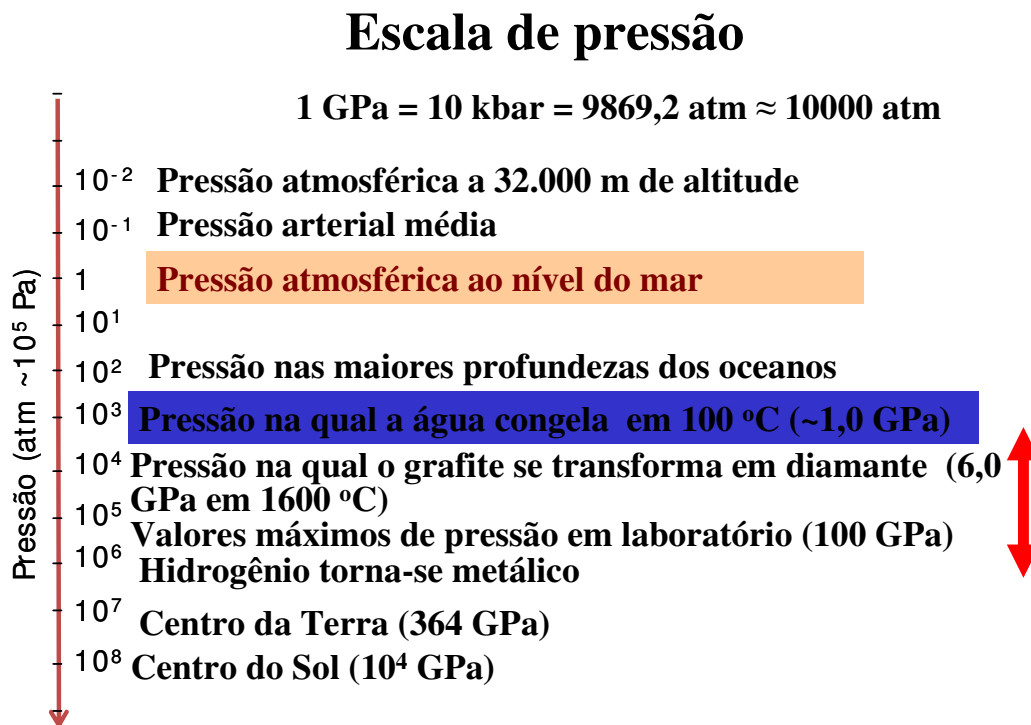 Escala de pressão
1 GPa = 10 kbar = 9869,2 atm ≈ 10000 atm
Pressão (atm ~10⁵ Pa)
10⁻² Pressão atmosférica a 32.000 m de altitude
10⁻¹ Pressão arterial média
1 Pressão atmosférica ao nível do mar
10¹
10² Pressão nas maiores profundezas dos oceanos
10³ Pressão na qual a água congela em 100 ºC (~1,0 GPa)
10⁴ Pressão na qual o grafite se transforma em diamante (6,0
10⁵ GPa em 1600 ºC)
Valores máximos de pressão em laboratório (100 GPa)
10⁶ Hidrogênio torna-se metálico
10⁷ Centro da Terra (364 GPa)
10⁸ Centro do Sol (10⁴ GPa)